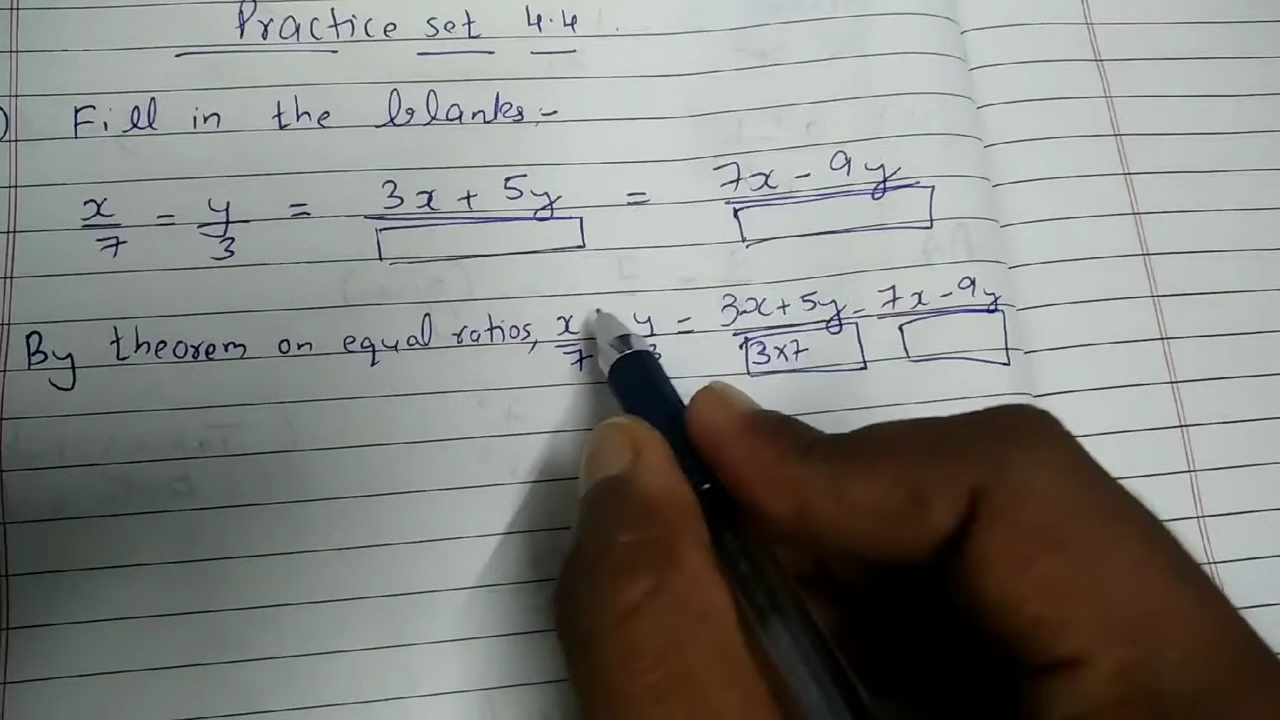 Practice set 4.4
) Fill in the blanks:-
x/7 = y/3 = 3x + 5y/□ = 7x - 9y/□
By theorem on equal ratios, x/7 y/3 = 3x + 5y/3×7 = 7x - 9y/□